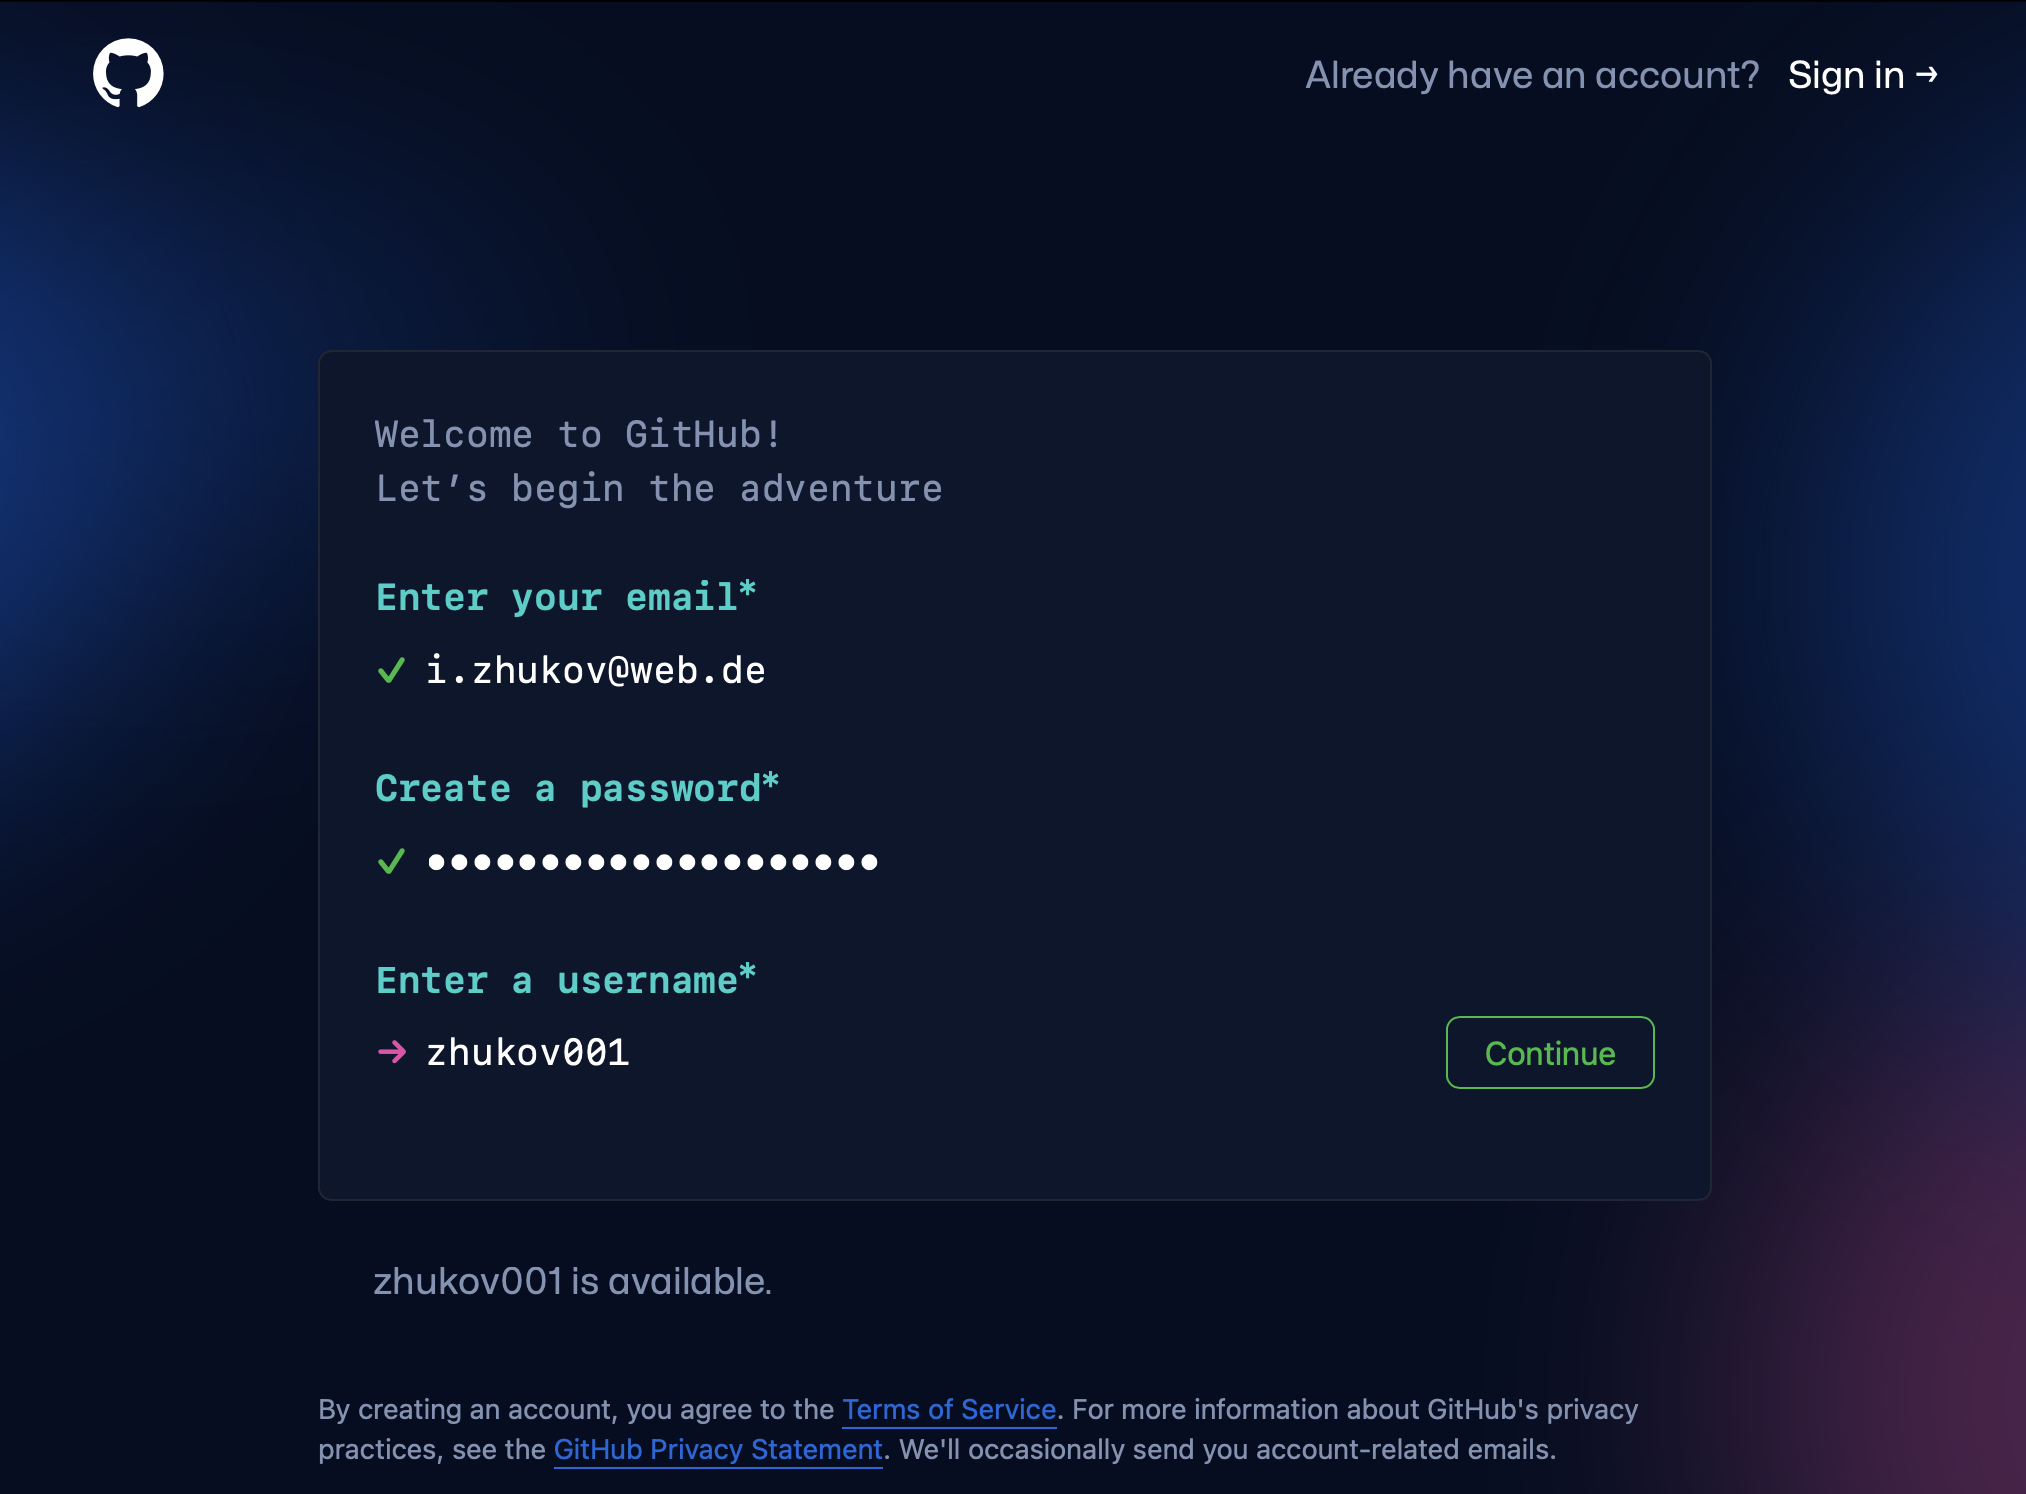 Already have an account? Sign in →
Welcome to GitHub!
Let’s begin the adventure
Enter your email*
✓ i.zhukov@web.de
Create a password*
✓ ••••••••••••••••••••
Enter a username*
→ zhukov001
Continue
zhukov001 is available.
By creating an account, you agree to the Terms of Service. For more information about GitHub's privacy
practices, see the GitHub Privacy Statement. We'll occasionally send you account-related emails.